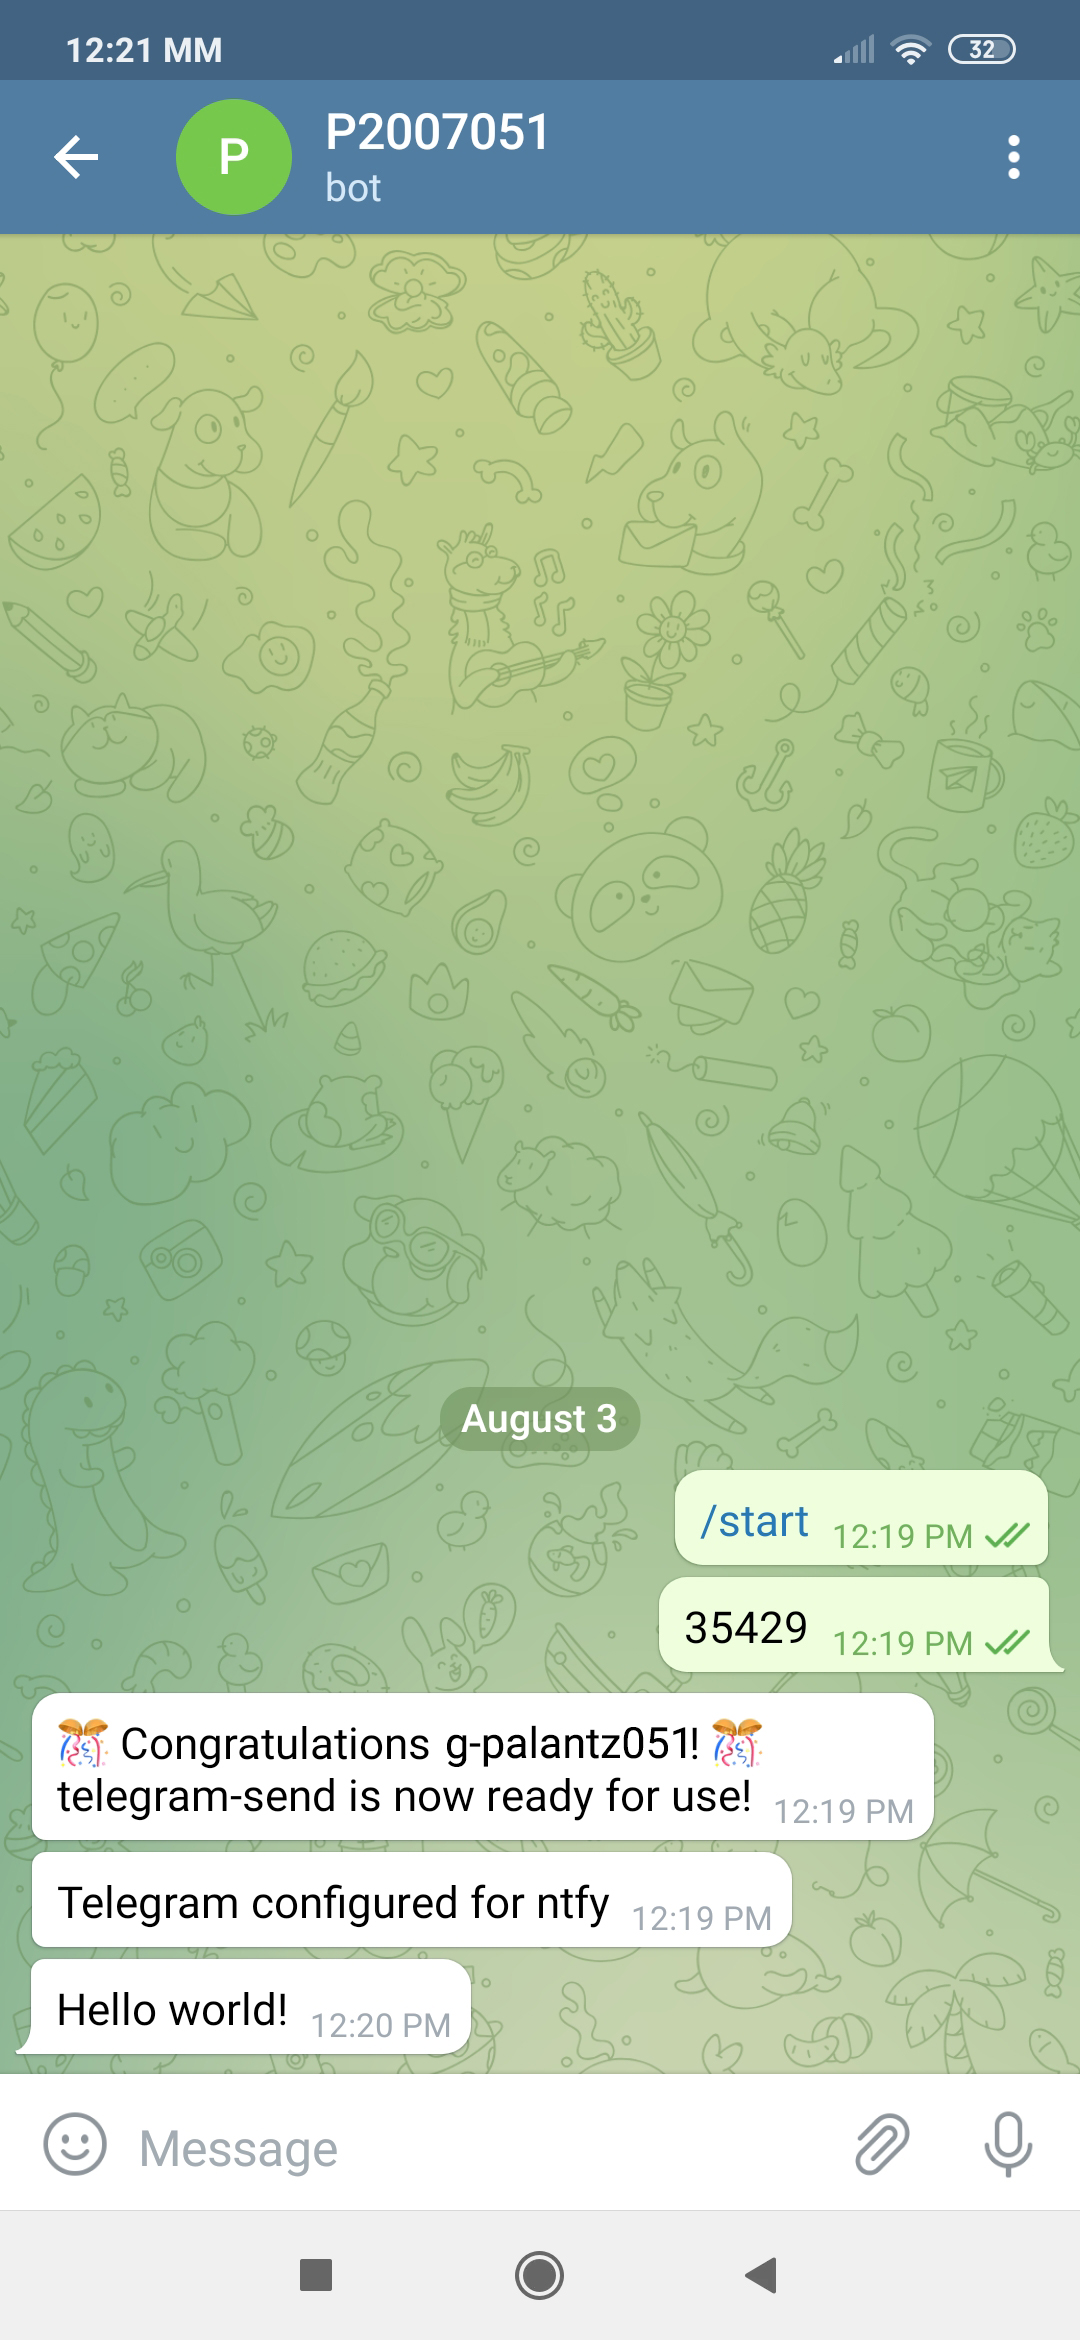 12:21 MM
32
P
P2007051
bot
August 3
/start 12:19 PM
35429 12:19 PM
🎊 Congratulations g-palantz051! 🎊
telegram-send is now ready for use! 12:19 PM
Telegram configured for ntfy 12:19 PM
Hello world! 12:20 PM
Message